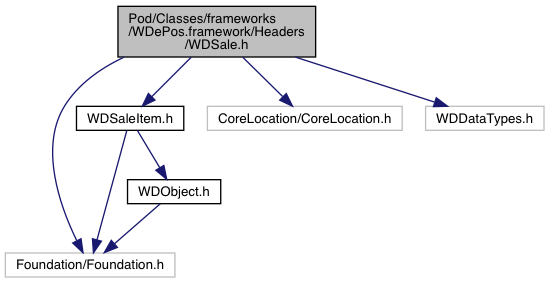 Pod/Classes/frameworks
/WDePos.framework/Headers
/WDSale.h
WDSaleItem.h
CoreLocation/CoreLocation.h
WDDataTypes.h
WDObject.h
Foundation/Foundation.h